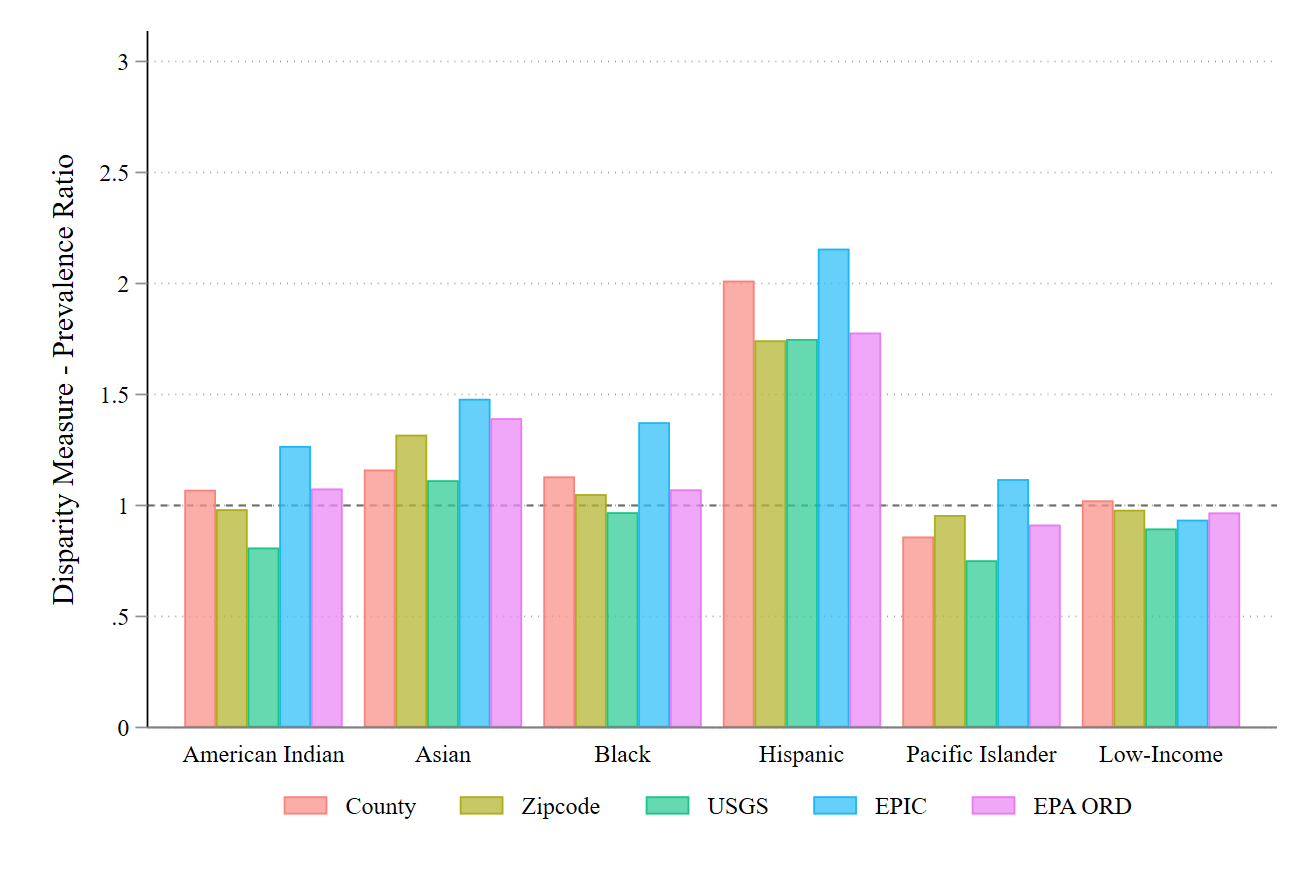 Disparity Measure - Prevalence Ratio
3
2.5
2
1.5
1
.5
0
American Indian Asian Black Hispanic Pacific Islander Low-Income
County Zipcode USGS EPIC EPA ORD